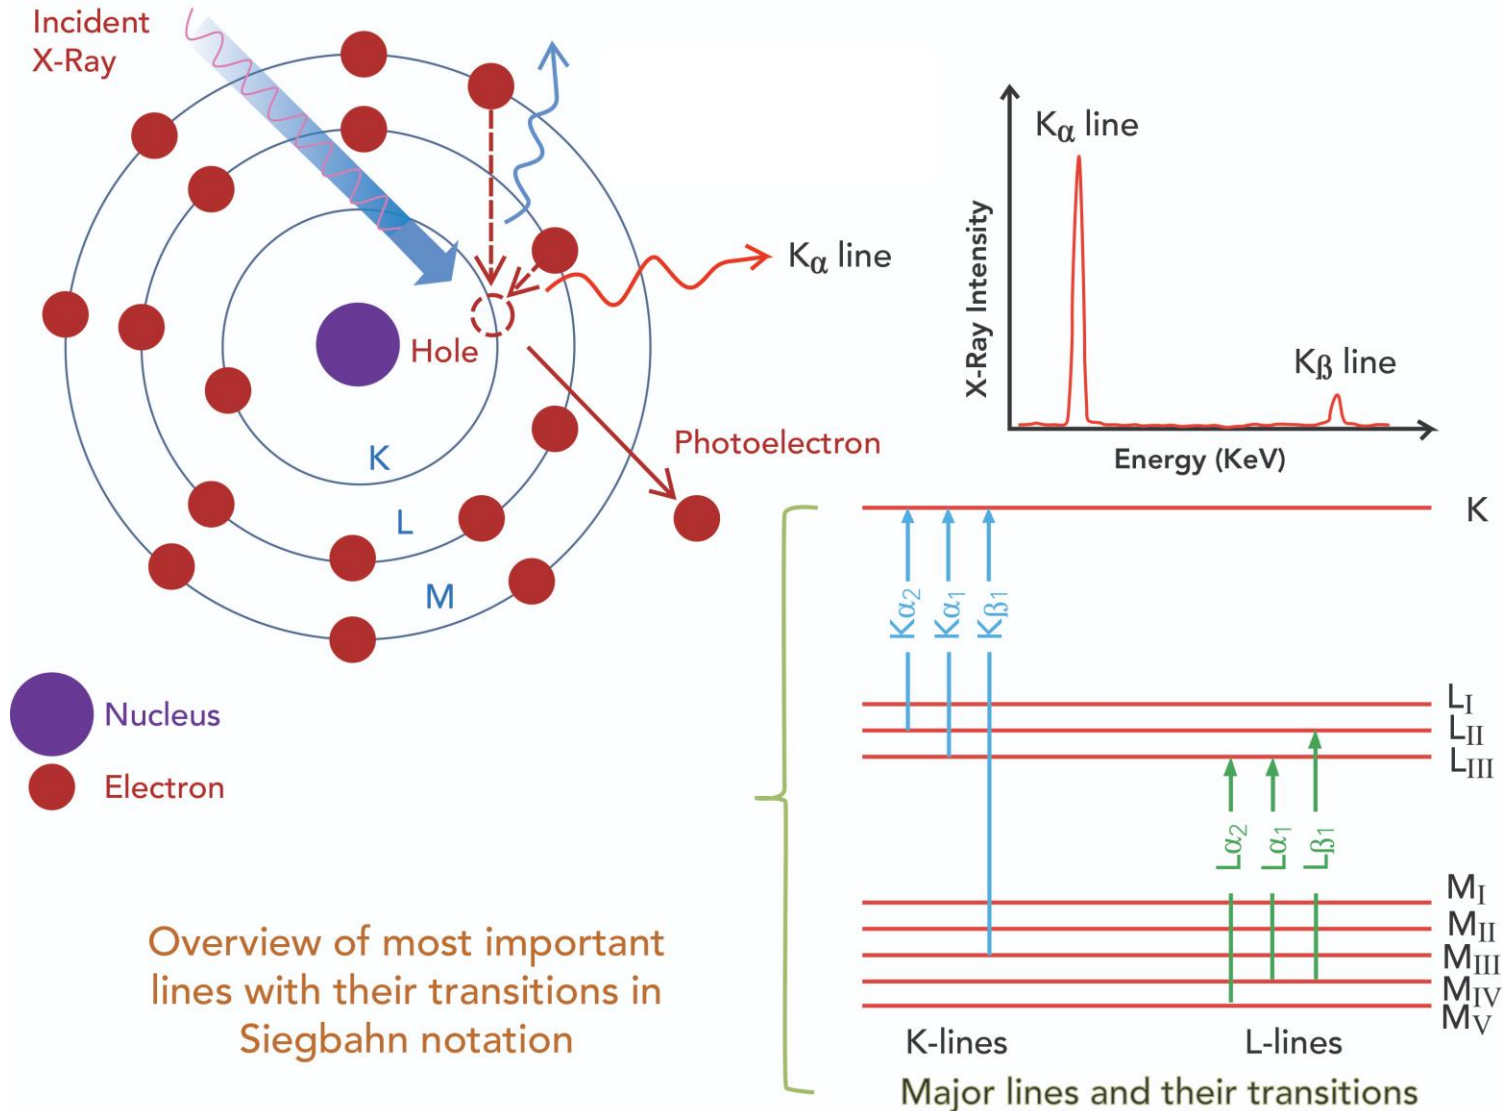 Incident
X-Ray
Kα line
Hole
Photoelectron
K
L
M
Nucleus
Electron
Kα line
Kβ line
X-Ray Intensity
Energy (KeV)
K
Kα2
Kα1
Kβ1
LI
LII
LIII
Lα2
Lα1
Lβ1
MI
MII
MIII
MIV
MV
K-lines
L-lines
Major lines and their transitions
Overview of most important
lines with their transitions in
Siegbahn notation